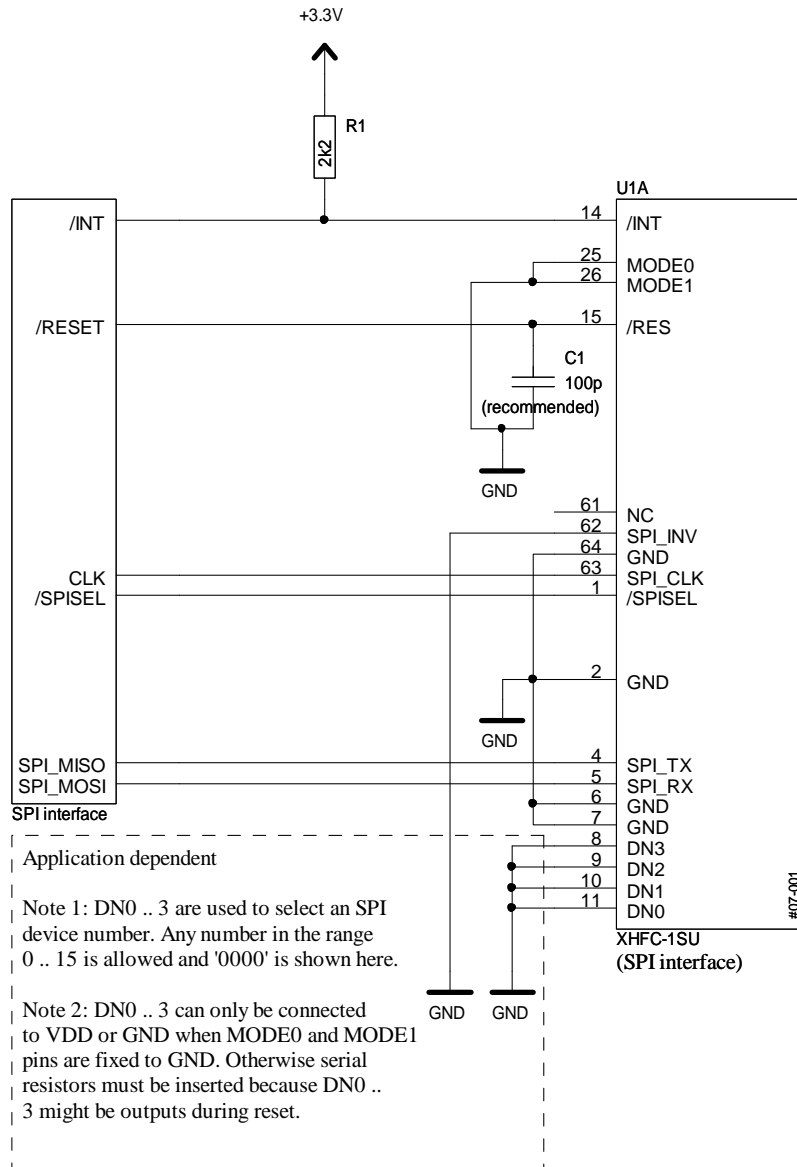 +3.3V
R1
2k2
U1A
/INT
14
/INT
25
MODE0
26
MODE1
/RESET
15
/RES
C1
100p
(recommended)
GND
61
NC
62
SPI_INV
64
GND
CLK
63
SPI_CLK
/SPISEL
1
/SPISEL
2
GND
GND
SPI_MISO
4
SPI_TX
SPI_MOSI
5
SPI_RX
6
GND
SPI interface
7
GND
8
DN3
9
DN2
10
DN1
11
DN0
#07-001
XHFC-1SU
(SPI interface)
Application dependent
Note 1: DN0 .. 3 are used to select an SPI
device number. Any number in the range
0 .. 15 is allowed and '0000' is shown here.
GND
GND
Note 2: DN0 .. 3 can only be connected
to VDD or GND when MODE0 and MODE1
pins are fixed to GND. Otherwise serial
resistors must be inserted because DN0 ..
3 might be outputs during reset.